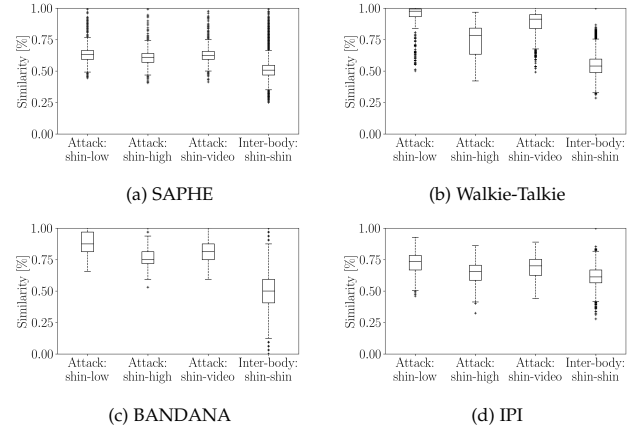 1.00
0.75
0.50
0.25
0.00
Similarity [%]
Attack: Attack: Attack: Inter-body:
shin-low shin-high shin-video shin-shin
(a) SAPHE
1.00
0.75
0.50
0.25
0.00
Similarity [%]
Attack: Attack: Attack: Inter-body:
shin-low shin-high shin-video shin-shin
(b) Walkie-Talkie
1.00
0.75
0.50
0.25
0.00
Similarity [%]
Attack: Attack: Attack: Inter-body:
shin-low shin-high shin-video shin-shin
(c) BANDANA
1.00
0.75
0.50
0.25
0.00
Similarity [%]
Attack: Attack: Attack: Inter-body:
shin-low shin-high shin-video shin-shin
(d) IPI